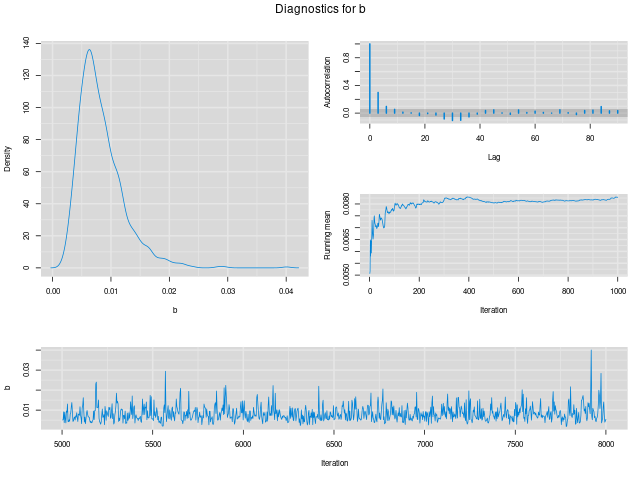 Diagnostics for b
Density
0 20 40 60 80 100 120 140
0.00 0.01 0.02 0.03 0.04
b
Autocorrelation
0.0 0.4 0.8
0 20 40 60 80
Lag
Running mean
0.0050 0.0065 0.0080
0 200 400 600 800 1000
Iteration
b
0.01 0.03
5000 5500 6000 6500 7000 7500 8000
Iteration